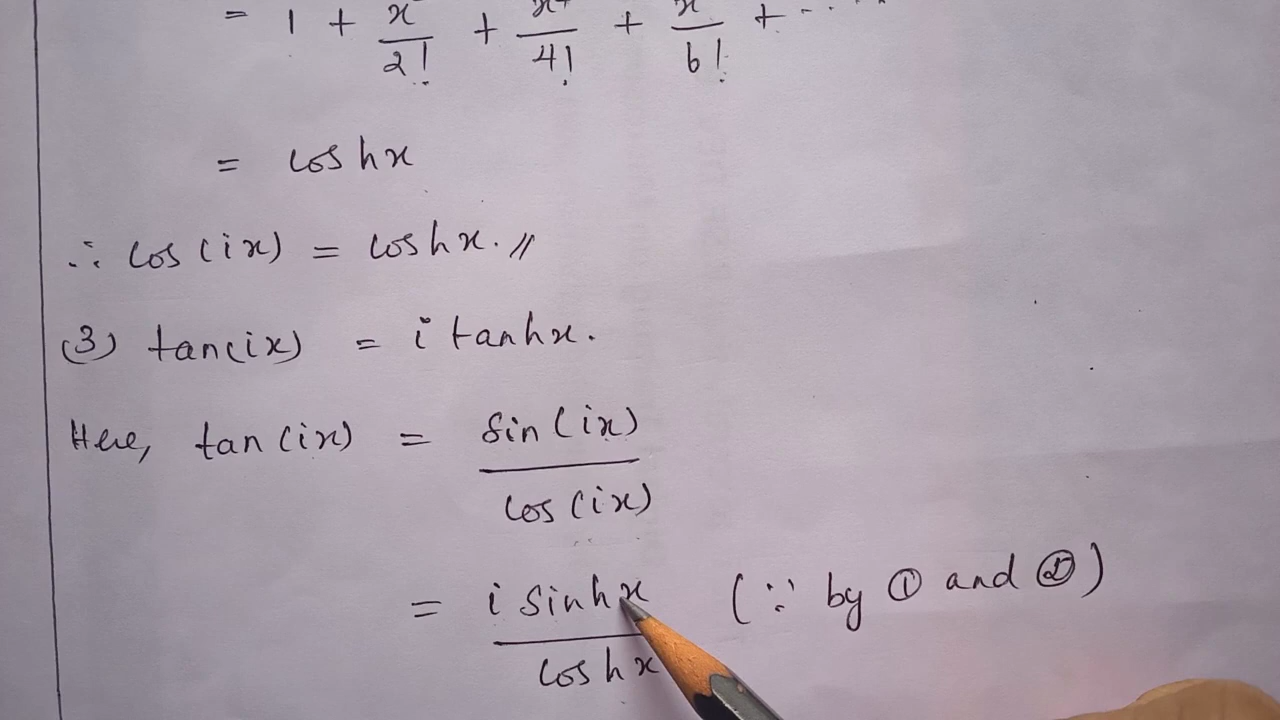 = 1 + x/2! + x/4! + x/6! + ......
= coshx
∴ cos(ix) = coshx. //
(3) tan(ix) = i tanhx.
Here, tan(ix) = sin(ix)/cos(ix)
= i sinhx/coshx (∵ by ① and ②)